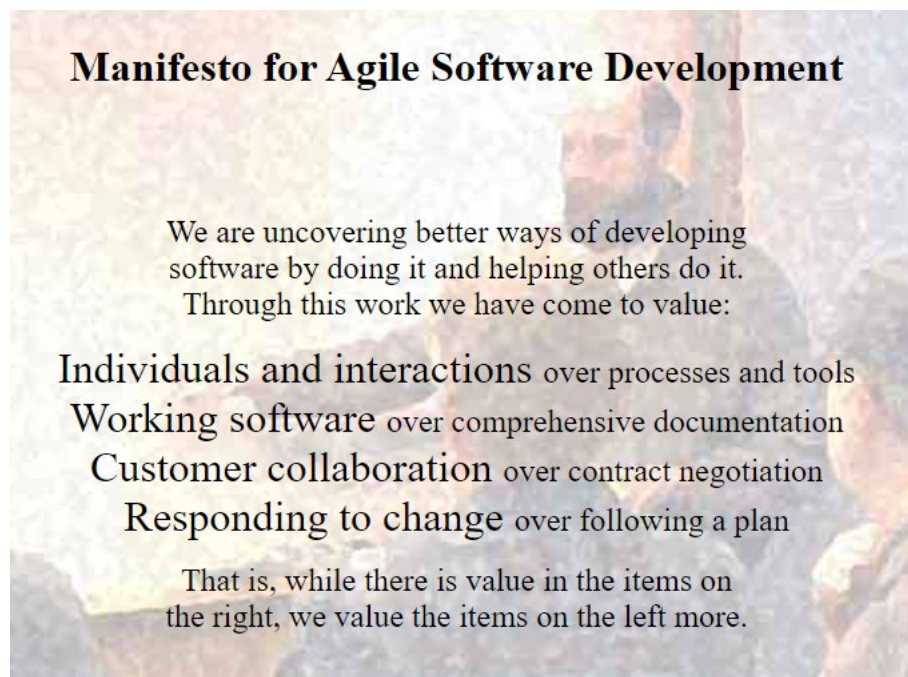 Manifesto for Agile Software Development
We are uncovering better ways of developing
software by doing it and helping others do it.
Through this work we have come to value:
Individuals and interactions over processes and tools
Working software over comprehensive documentation
Customer collaboration over contract negotiation
Responding to change over following a plan
That is, while there is value in the items on
the right, we value the items on the left more.